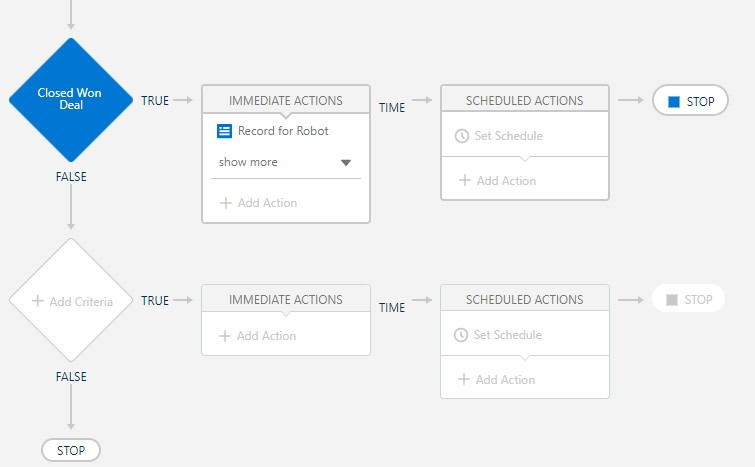 Closed Won
Deal
TRUE
IMMEDIATE ACTIONS
Record for Robot
show more
Add Action
TIME
SCHEDULED ACTIONS
Set Schedule
Add Action
STOP
FALSE
Add Criteria
TRUE
IMMEDIATE ACTIONS
Add Action
TIME
SCHEDULED ACTIONS
Set Schedule
Add Action
STOP
FALSE
STOP